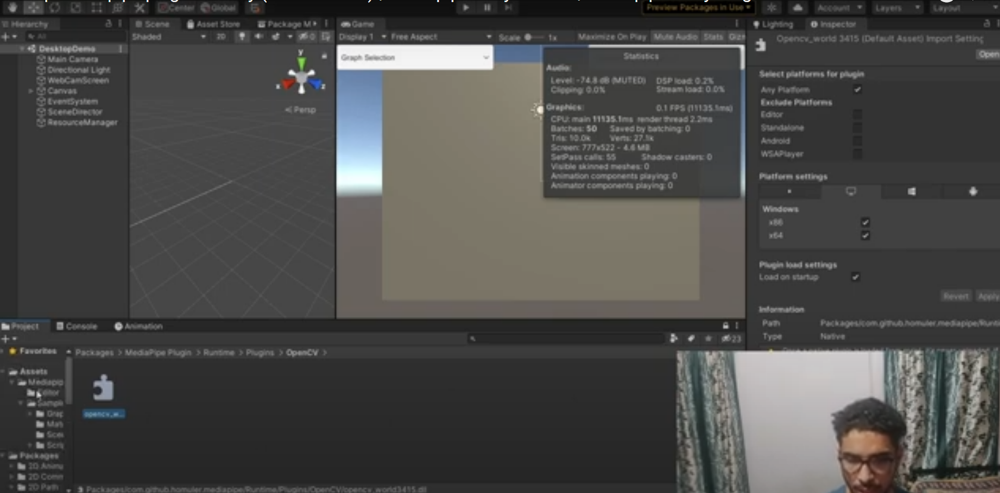 Center Global
Preview Packages in Use
Account
Layers
Layout
Hierarchy
All
DesktopDemo
Main Camera
Directional Light
WebCamScreen
Canvas
EventSystem
SceneDirector
ResourceManager
Scene Asset Store Package M
Shaded 2D
y
x z
Persp
Game
Display 1 Free Aspect Scale 1x Maximize On Play Mute Audio Stats Gizm
Graph Selection
Statistics
Audio:
Level: -74.8 dB (MUTED) DSP load: 0.2%
Clipping: 0.0% Stream load: 0.0%
Graphics: 0.1 FPS (11135.1ms)
CPU: main 11135.1ms render thread 2.2ms
Batches: 50 Saved by batching: 0
Tris: 10.0k Verts: 27.1k
Screen: 777x522 - 4.6 MB
SetPass calls: 55 Shadow casters: 0
Visible skinned meshes: 0
Animation components playing: 0
Animator components playing: 0
Lighting Inspector
Opencv_world 3415 (Default Asset) Import Setting
Open
Select platforms for plugin
Any Platform
Exclude Platforms
Editor
Standalone
Android
WSAPlayer
Platform settings
Windows
x86
x64
Plugin load settings
Load on startup
Revert Apply
Information
Path Packages/com.github.homuler.mediapipe/Runt
Type Native
Project Console Animation
23
Favorites
Assets
Mediapip
Editor
Sample
Grap
Mat
Sce
Scri
Packages
2D Anima
2D Comm
2D Path
Packages > MediaPipe Plugin > Runtime > Plugins > OpenCV >
opencv_w...
Packages/com.github.homuler.mediapipe/Runtime/Plugins/OpenCV/opencv_world3415.dll